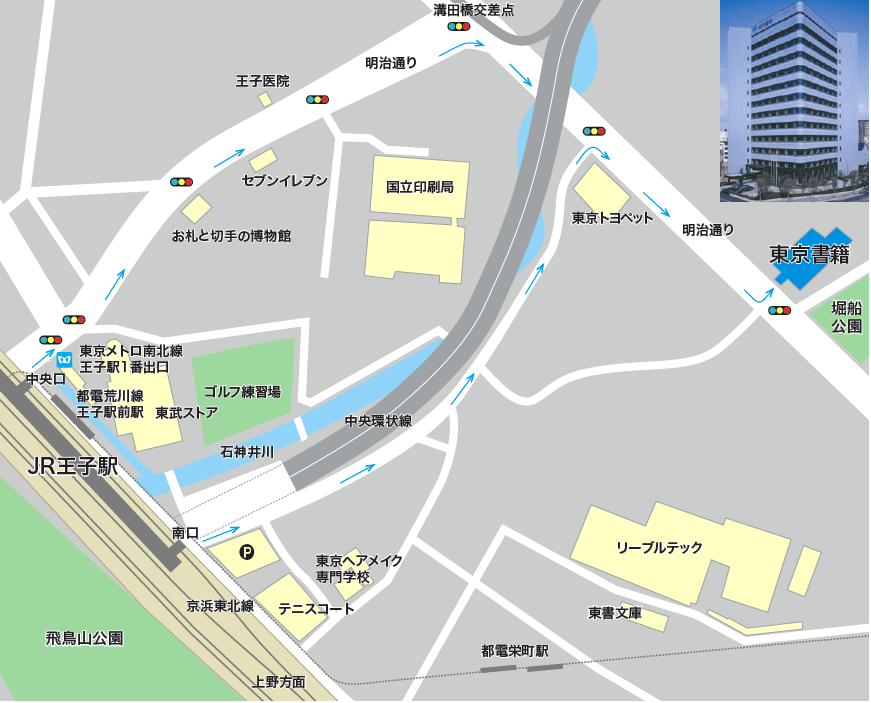 溝田橋交差点
明治通り
王子医院
セブンイレブン
国立印刷局
お札と切手の博物館
東京トヨペット
明治通り
東京書籍
堀船
公園
東京メトロ南北線
王子駅1番出口
中央口
都電荒川線
王子駅前駅
東武ストア
ゴルフ練習場
中央環状線
石神井川
JR王子駅
南口
P
東京ヘアメイク
専門学校
リーブルテック
京浜東北線
テニスコート
東書文庫
飛鳥山公園
都電栄町駅
上野方面